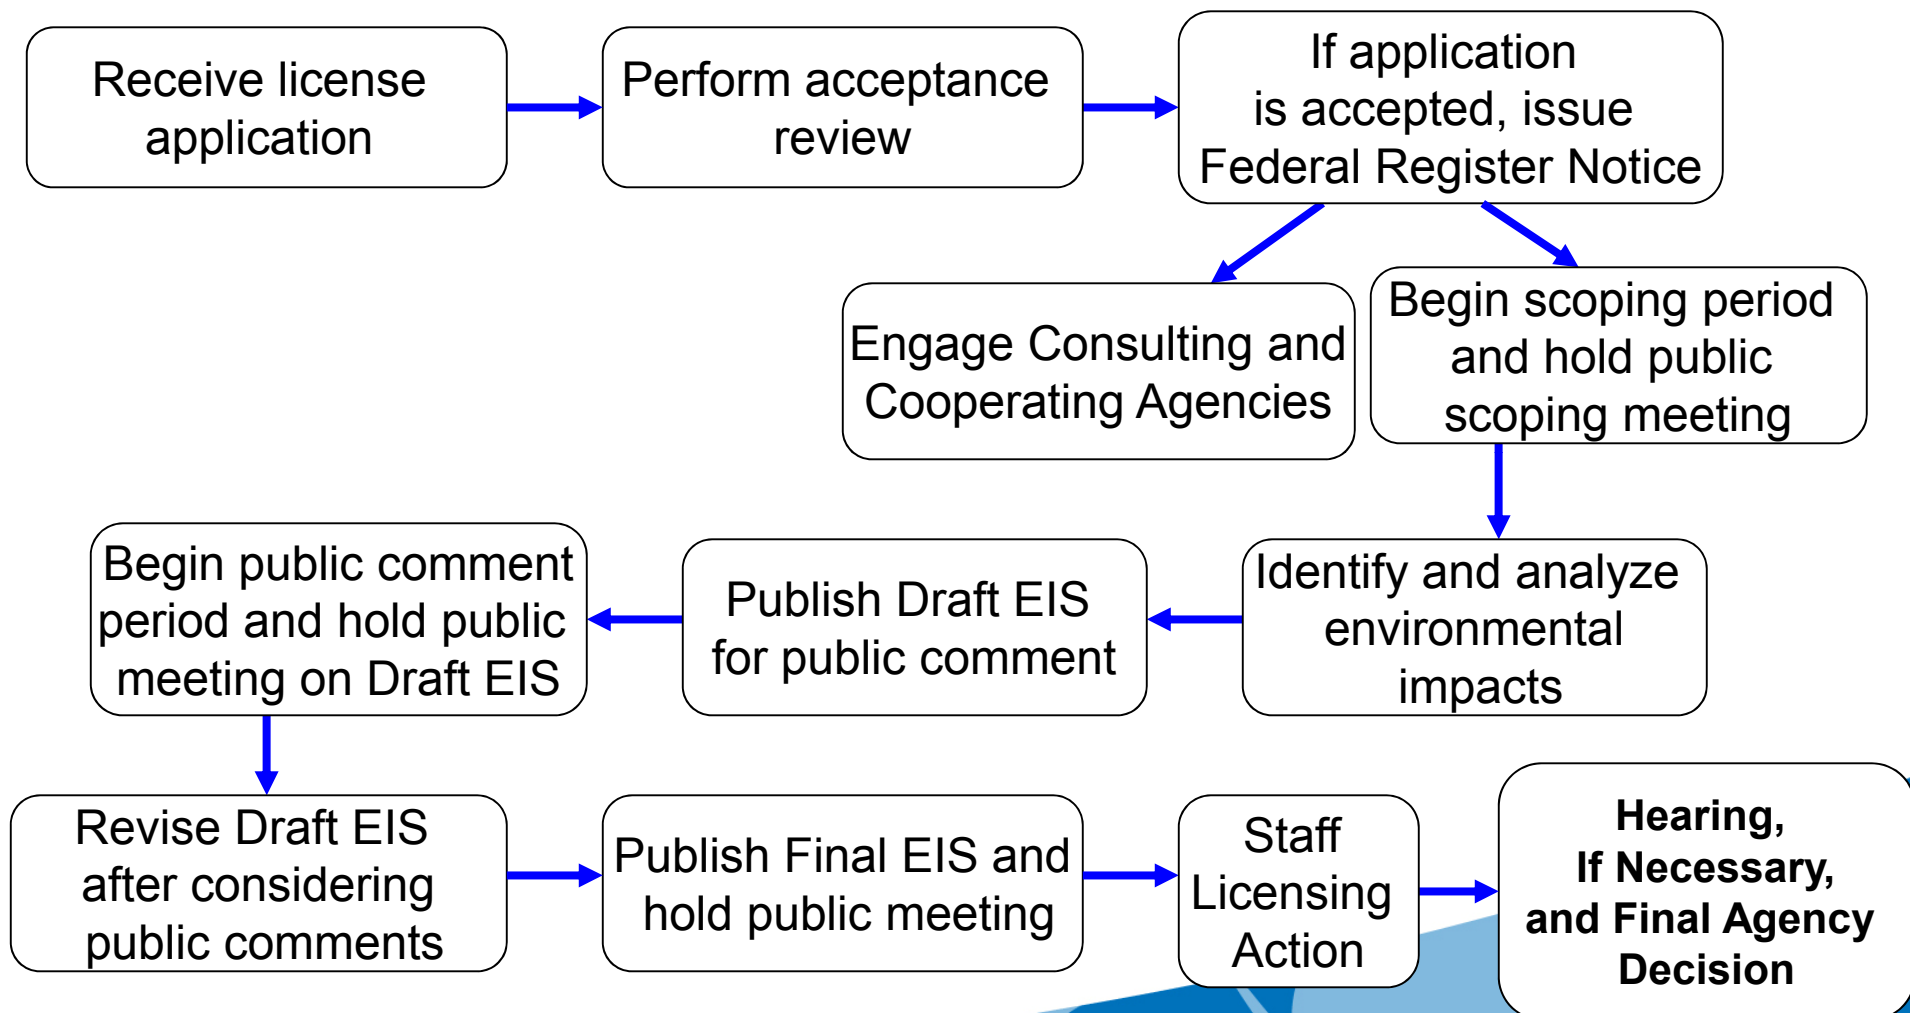 Receive license
application
Perform acceptance
review
If application
is accepted, issue
Federal Register Notice
Engage Consulting and
Cooperating Agencies
Begin scoping period
and hold public
scoping meeting
Identify and analyze
environmental
impacts
Publish Draft EIS
for public comment
Begin public comment
period and hold public
meeting on Draft EIS
Revise Draft EIS
after considering
public comments
Publish Final EIS and
hold public meeting
Staff
Licensing
Action
Hearing,
If Necessary,
and Final Agency
Decision